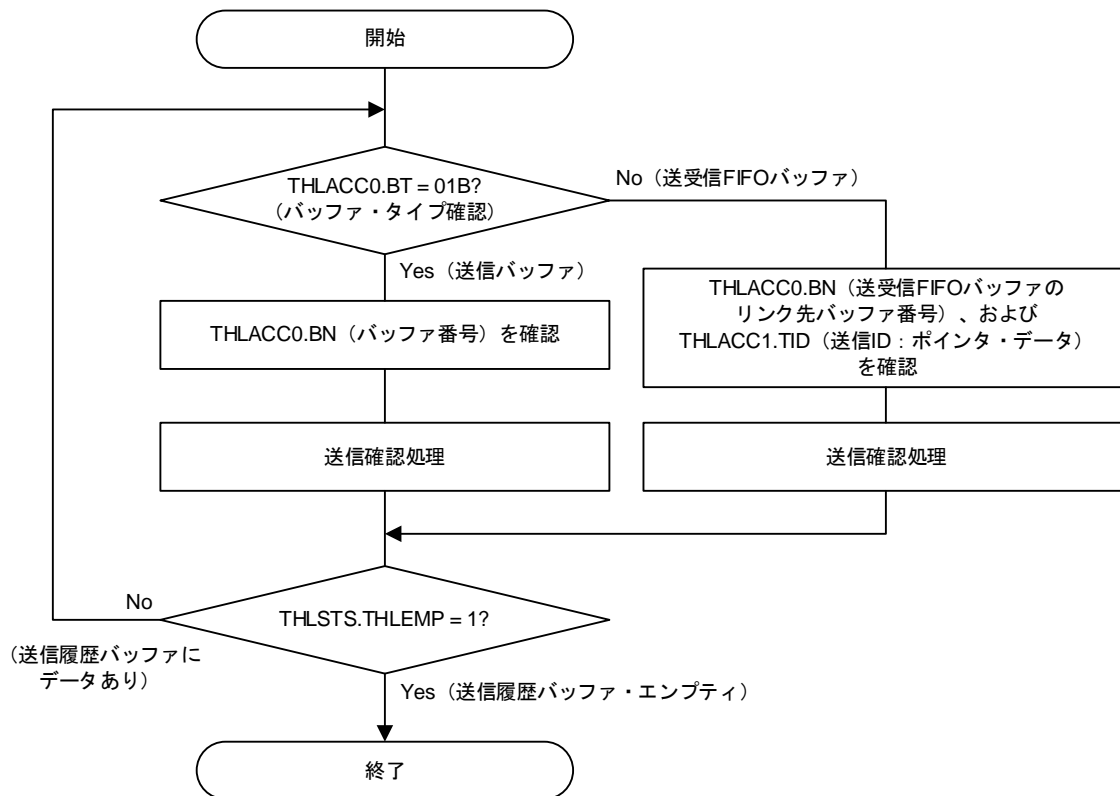 開始
THLACC0.BT = 01B?
（バッファ・タイプ確認）
No（送受信FIFOバッファ）
Yes（送信バッファ）
THLACC0.BN（バッファ番号）を確認
THLACC0.BN（送受信FIFOバッファの
リンク先バッファ番号）、および
THLACC1.TID（送信ID：ポインタ・データ）
を確認
送信確認処理
送信確認処理
No
THLSTS.THLEMP = 1?
（送信履歴バッファに
データあり）
Yes（送信履歴バッファ・エンプティ）
終了